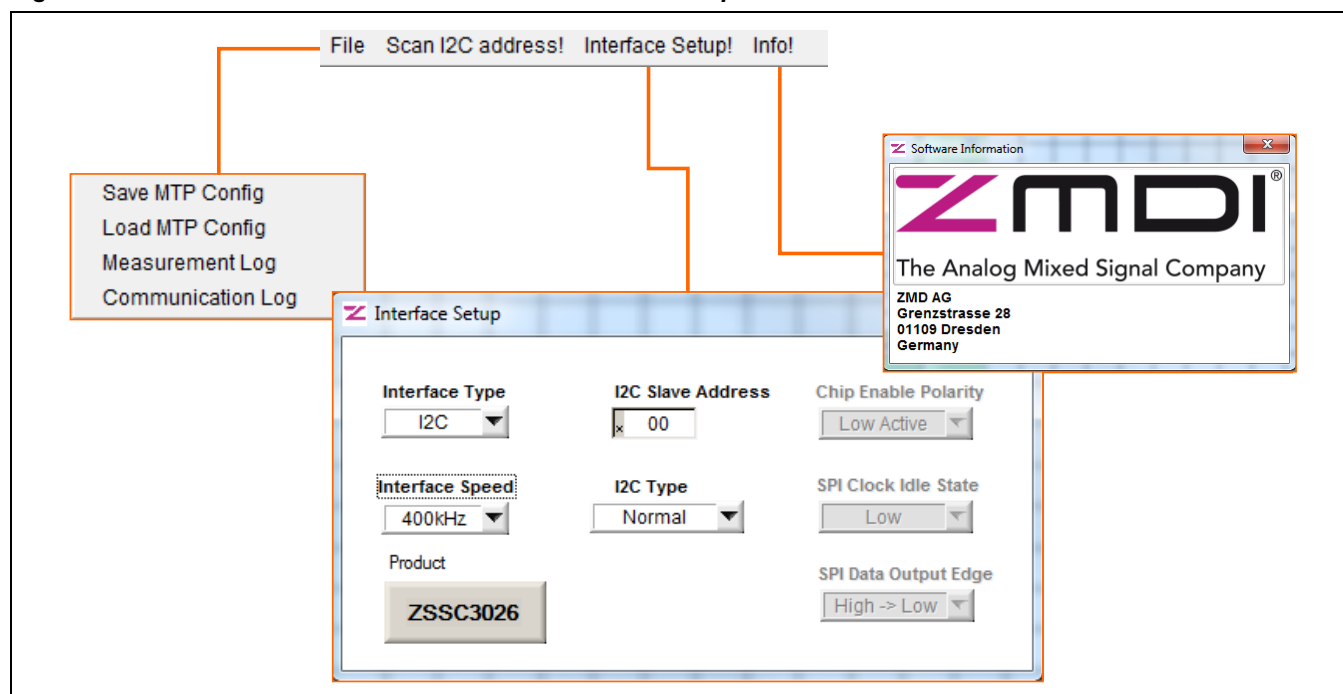 File Scan I2C address! Interface Setup! Info!
Save MTP Config
Load MTP Config
Measurement Log
Communication Log
Software Information
x
ZMDI®
The Analog Mixed Signal Company
ZMD AG
Grenzstrasse 28
01109 Dresden
Germany
Interface Setup
Interface Type I2C Slave Address Chip Enable Polarity
I2C x 00 Low Active
Interface Speed I2C Type SPI Clock Idle State
400kHz Normal Low
Product
SPI Data Output Edge
ZSSC3026
High -> Low